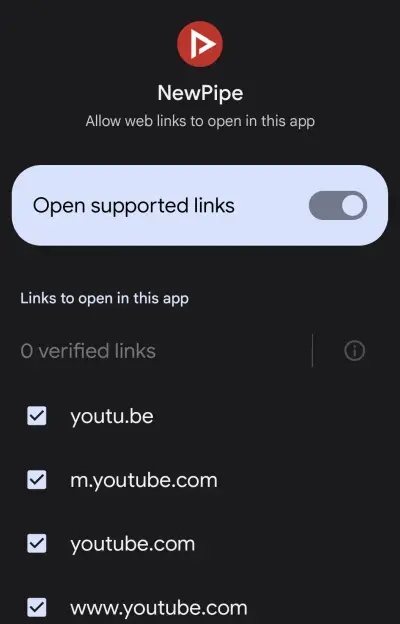 NewPipe
Allow web links to open in this app
Open supported links
Links to open in this app
0 verified links
youtu.be
m.youtube.com
youtube.com
www.youtube.com